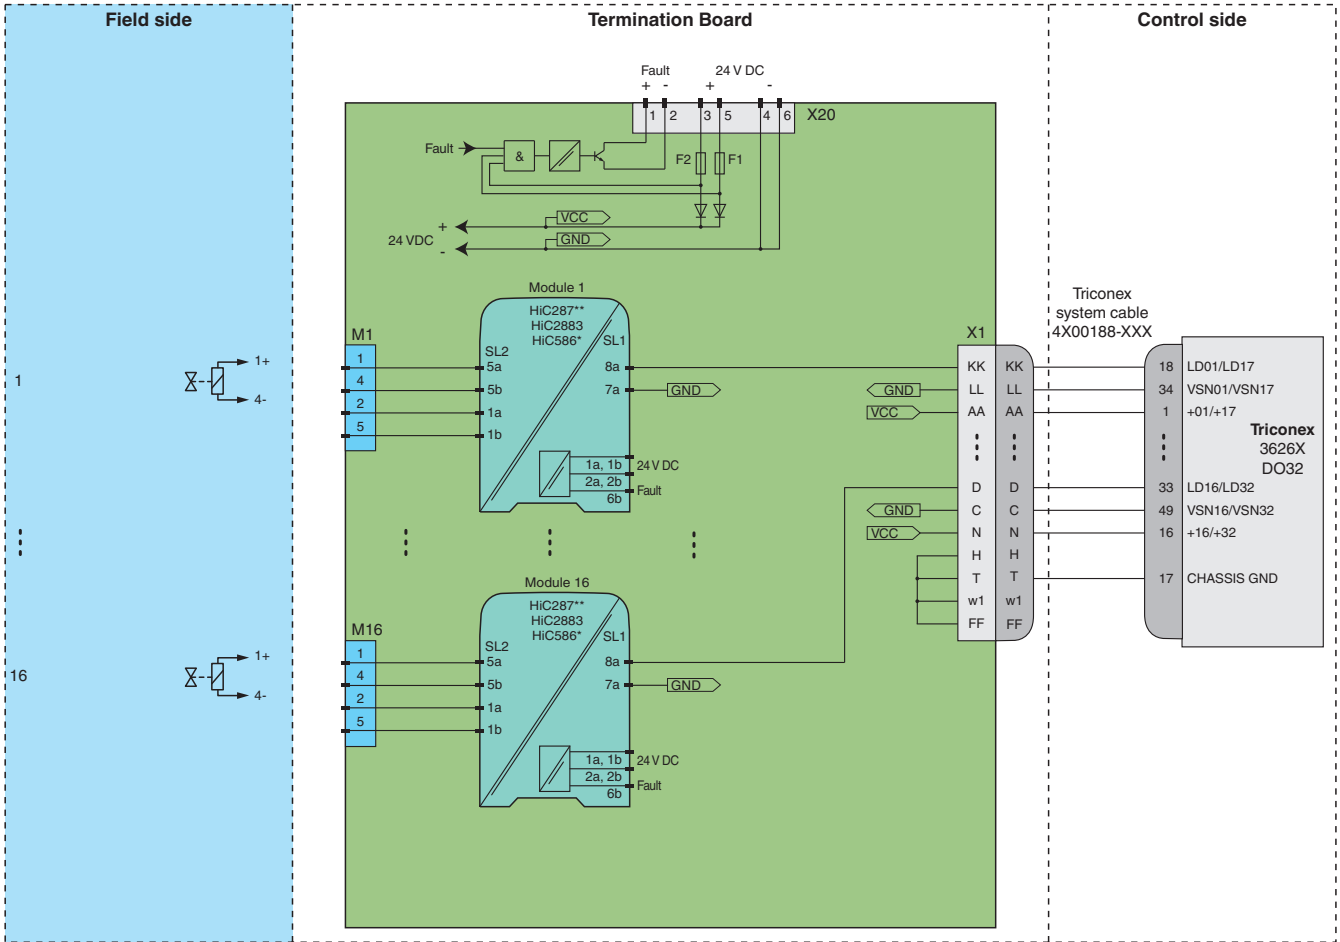 Field side
Termination Board
Control side
Fault
24 V DC
+ - + -
1 2 3 5 4 6 X20
Fault
&
F2
F1
VCC
+
24 VDC
GND
-
Module 1
HiC287**
HiC2883
HiC586*
SL2
SL1
M1
1 5a
4 5b
2 1a
5 1b
8a
7a GND
1a, 1b 24 V DC
2a, 2b
Fault
6b
1
1+
4-
Triconex
system cable
4X00188-XXX
X1
KK KK 18 LD01/LD17
GND LL LL 34 VSN01/VSN17
VCC AA AA 1 +01/+17
Triconex
3626X
DO32
D D 33 LD16/LD32
GND C C 49 VSN16/VSN32
VCC N N 16 +16/+32
H H
T T 17 CHASSIS GND
w1 w1
FF FF
Module 16
HiC287**
HiC2883
HiC586*
SL2
SL1
M16
1 5a
4 5b
2 1a
5 1b
8a
7a GND
1a, 1b 24 V DC
2a, 2b
Fault
6b
16
1+
4-